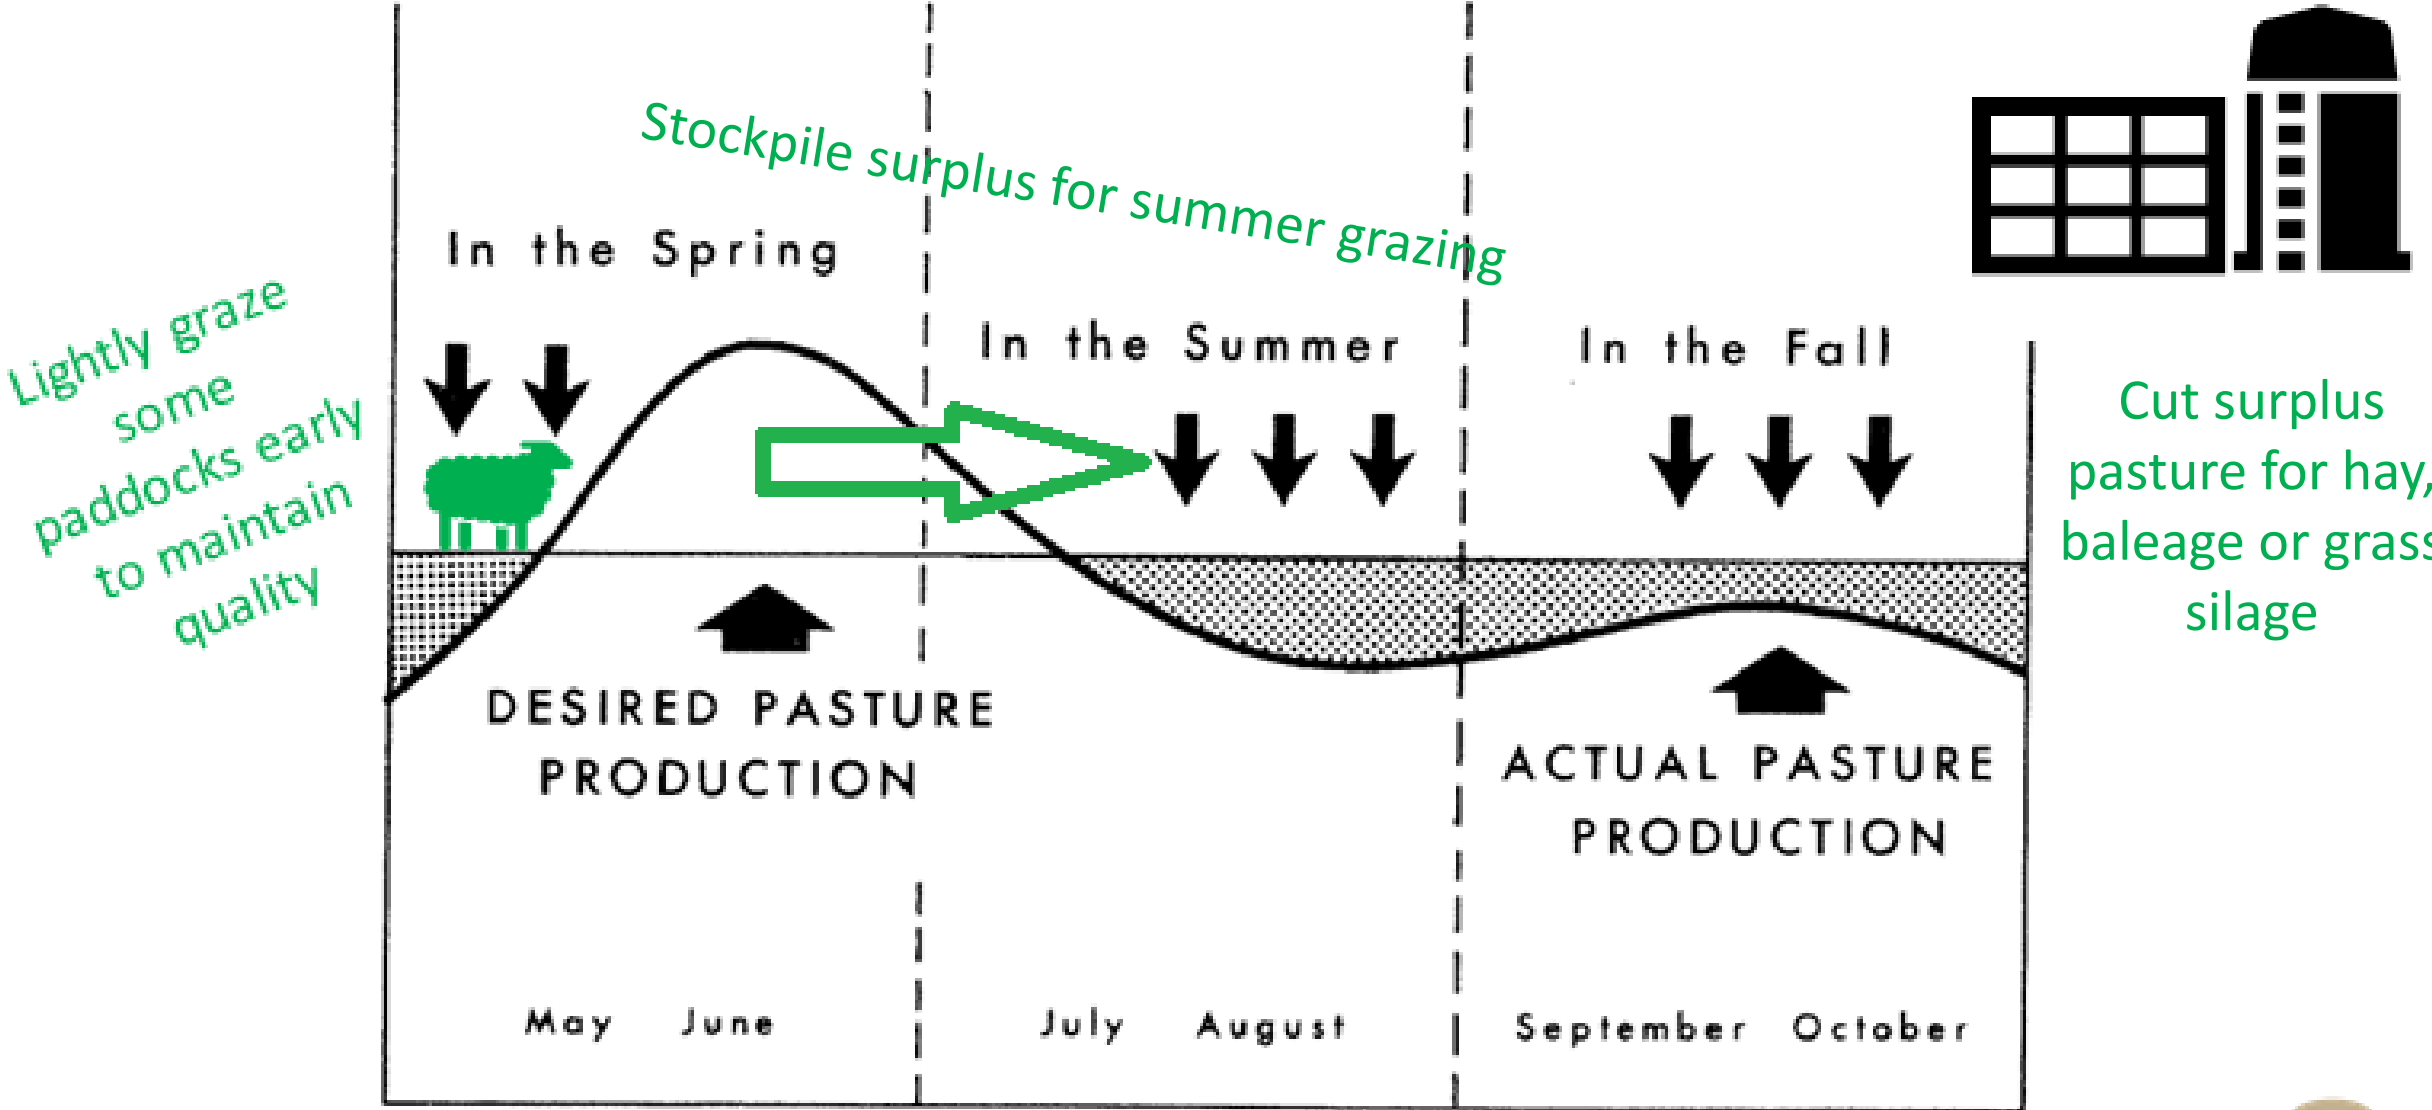 Stockpile surplus for summer grazing
In the Spring
In the Summer
In the Fall
Lightly graze
some
paddocks early
to maintain
quality
Cut surplus
pasture for hay,
baleage or grass
silage
DESIRED PASTURE
PRODUCTION
ACTUAL PASTURE
PRODUCTION
May June
July August
September October